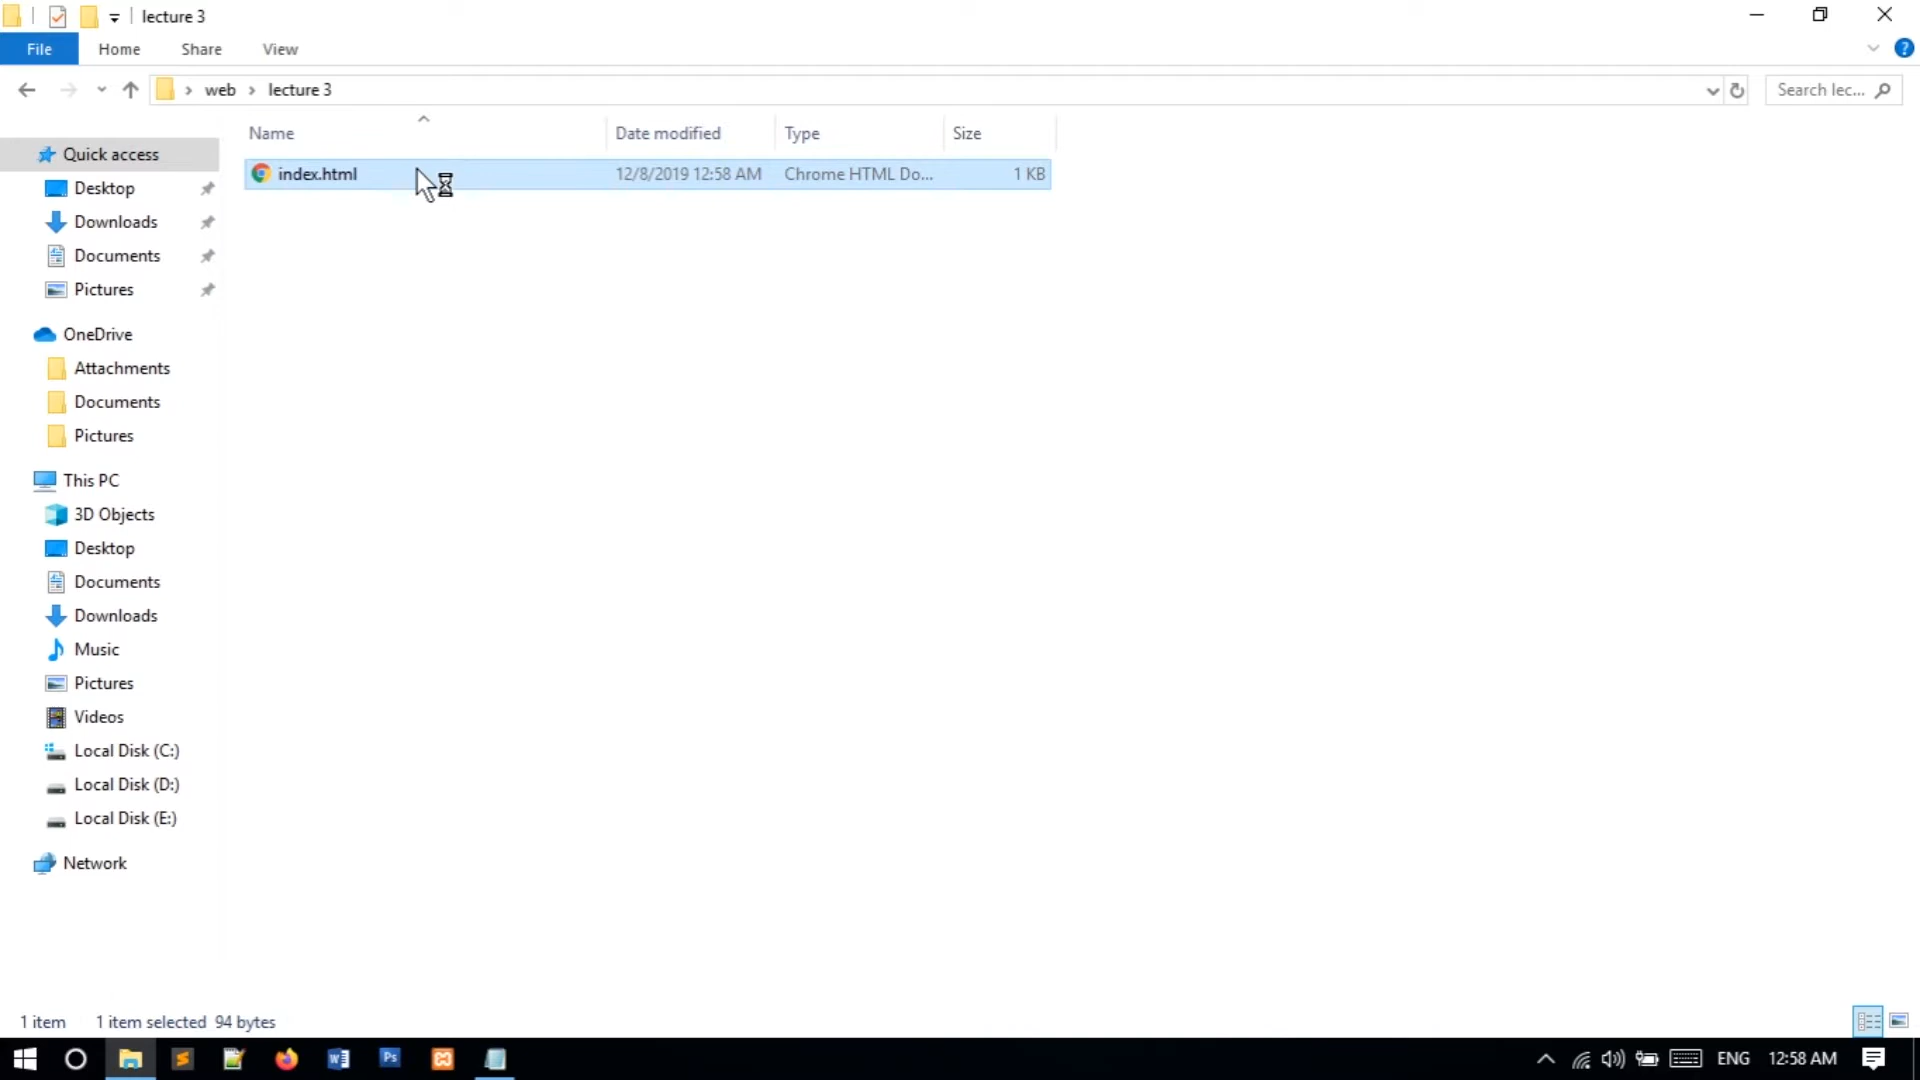 lecture 3
File Home Share View
web > lecture 3
Search lec...
Name Date modified Type Size
index.html 12/8/2019 12:58 AM Chrome HTML Do... 1 KB
Quick access
Desktop
Downloads
Documents
Pictures
OneDrive
Attachments
Documents
Pictures
This PC
3D Objects
Desktop
Documents
Downloads
Music
Pictures
Videos
Local Disk (C:)
Local Disk (D:)
Local Disk (E:)
Network
1 item 1 item selected 94 bytes
Ps
ENG 12:58 AM